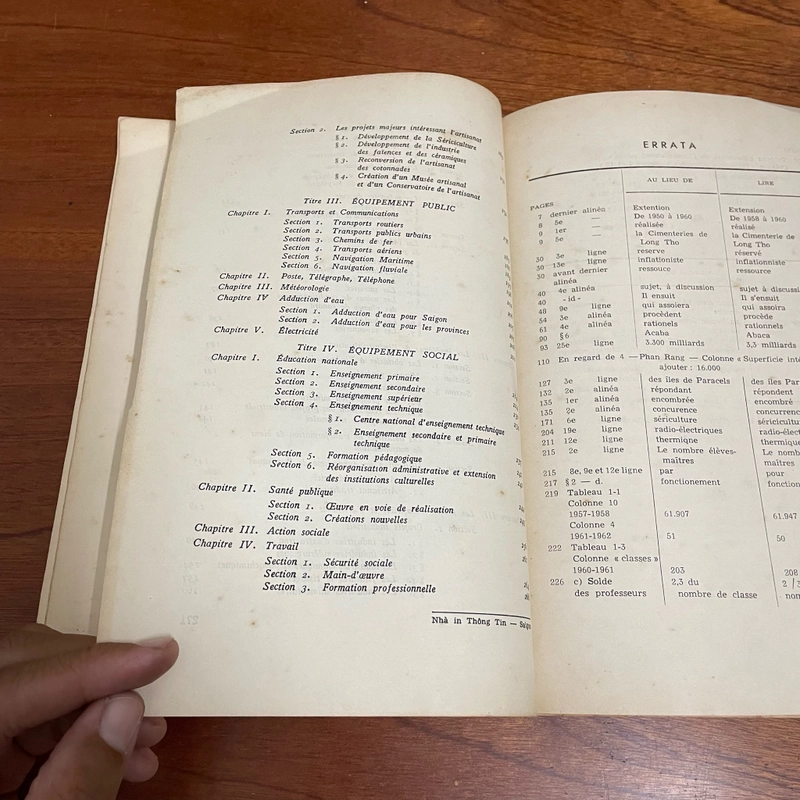 Section 2. Les projets majeurs intéressant l'artisanat
§ 1. Développement de la Sériciculture
§ 2. Développement de l'industrie
des faïences et des céramiques
§ 3. Reconversion de l'artisanat
des cotonnades
§ 4. Création d'un Musée artisanal
et d'un Conservatoire de l'artisanat
Titre III. ÉQUIPEMENT PUBLIC
Chapitre I. Transports et Communications
Section 1. Transports routiers
Section 2. Transports publics urbains
Section 3. Chemins de fer
Section 4. Transports aériens
Section 5. Navigation Maritime
Section 6. Navigation fluviale
Chapitre II. Poste, Télégraphe, Téléphone
Chapitre III. Météorologie
Chapitre IV Adduction d'eau
Section 1. Adduction d'eau pour Saigon
Section 2. Adduction d'eau pour les provinces
Chapitre V. Électricité
Titre IV. ÉQUIPEMENT SOCIAL
Chapitre I. Éducation nationale
Section 1. Enseignement primaire
Section 2. Enseignement secondaire
Section 3. Enseignement supérieur
Section 4. Enseignement technique
§ 1. Centre national d'enseignement technique
§ 2. Enseignement secondaire et primaire
technique
Section 5. Formation pédagogique
Section 6. Réorganisation administrative et extension
des institutions culturelles
Chapitre II. Santé publique
Section 1. Œuvre en voie de réalisation
Section 2. Créations nouvelles
Chapitre III. Action sociale
Chapitre IV. Travail
Section 1. Sécurité sociale
Section 2. Main-d'œuvre
Section 3. Formation professionnelle
Nhà in Thông Tin —
ERRATA
AU LIEU DE LIRE
PAGES
7 dernier alinéa Extention Extension
8 5e — De 1950 à 1960 De 1958 à 1960
9 1er — réalisée réalisé
9 5e — la Cimenteries de la Cimenterie de
Long Tho Long Tho
30 3e ligne reservé réservé
30 13e ligne inflationiste inflationniste
30 avant dernier ressouce ressource
alinéa
40 4e alinéa sujet, à discussion sujet à discussion
40 - id - Il ensuit Il s'ensuit
48 9e ligne qui assoiera qui assoira
54 3e alinéa procède procède
61 4e alinéa rationels rationnels
90 § 6 Acaba Abaca
93 25e ligne 3.300 milliards 3,3 milliards
110 En regard de 4 — Phan Rang — Colonne « Superficie
ajouter : 16.000
127 3e ligne des îles de Paracels des îles
132 2e alinéa répondant répondent
135 1er alinéa encombrée encombré
135 2e alinéa concurence concurrence
171 6e ligne sériculture
204 19e ligne radio-électriques
211 12e ligne thermiqne thermique
215 2e ligne Le nombre élèves- Le nombre
maîtres maîtres
215 8e, 9e et 12e ligne par pour
217 § 2 — d. fonctionement
219 Tableau 1-1
Colonne 10
1957-1958 61.907 61.947
Colonne 4
1961-1962 51 50
222 Tableau 1-3
Colonne « classes »
1960-1961 203 208
226 c) Solde 2,3 du
des professeurs nombre de classe